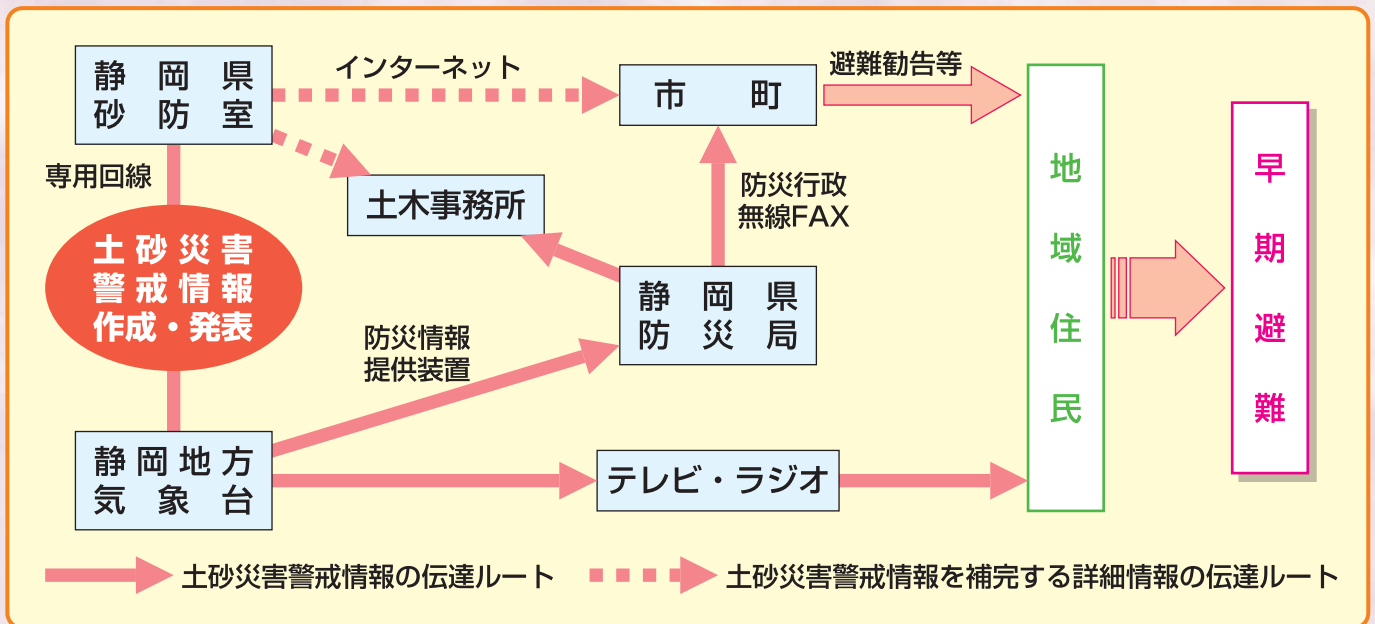 静岡県
砂防室
インターネット
市町
避難勧告等
専用回線
土木事務所
防災行政
無線FAX
土砂災害
警戒情報
作成・発表
静岡県
防災局
防災情報
提供装置
静岡地方
気象台
テレビ・ラジオ
地域住民
早期避難
土砂災害警戒情報の伝達ルート
土砂災害警戒情報を補完する詳細情報の伝達ルート